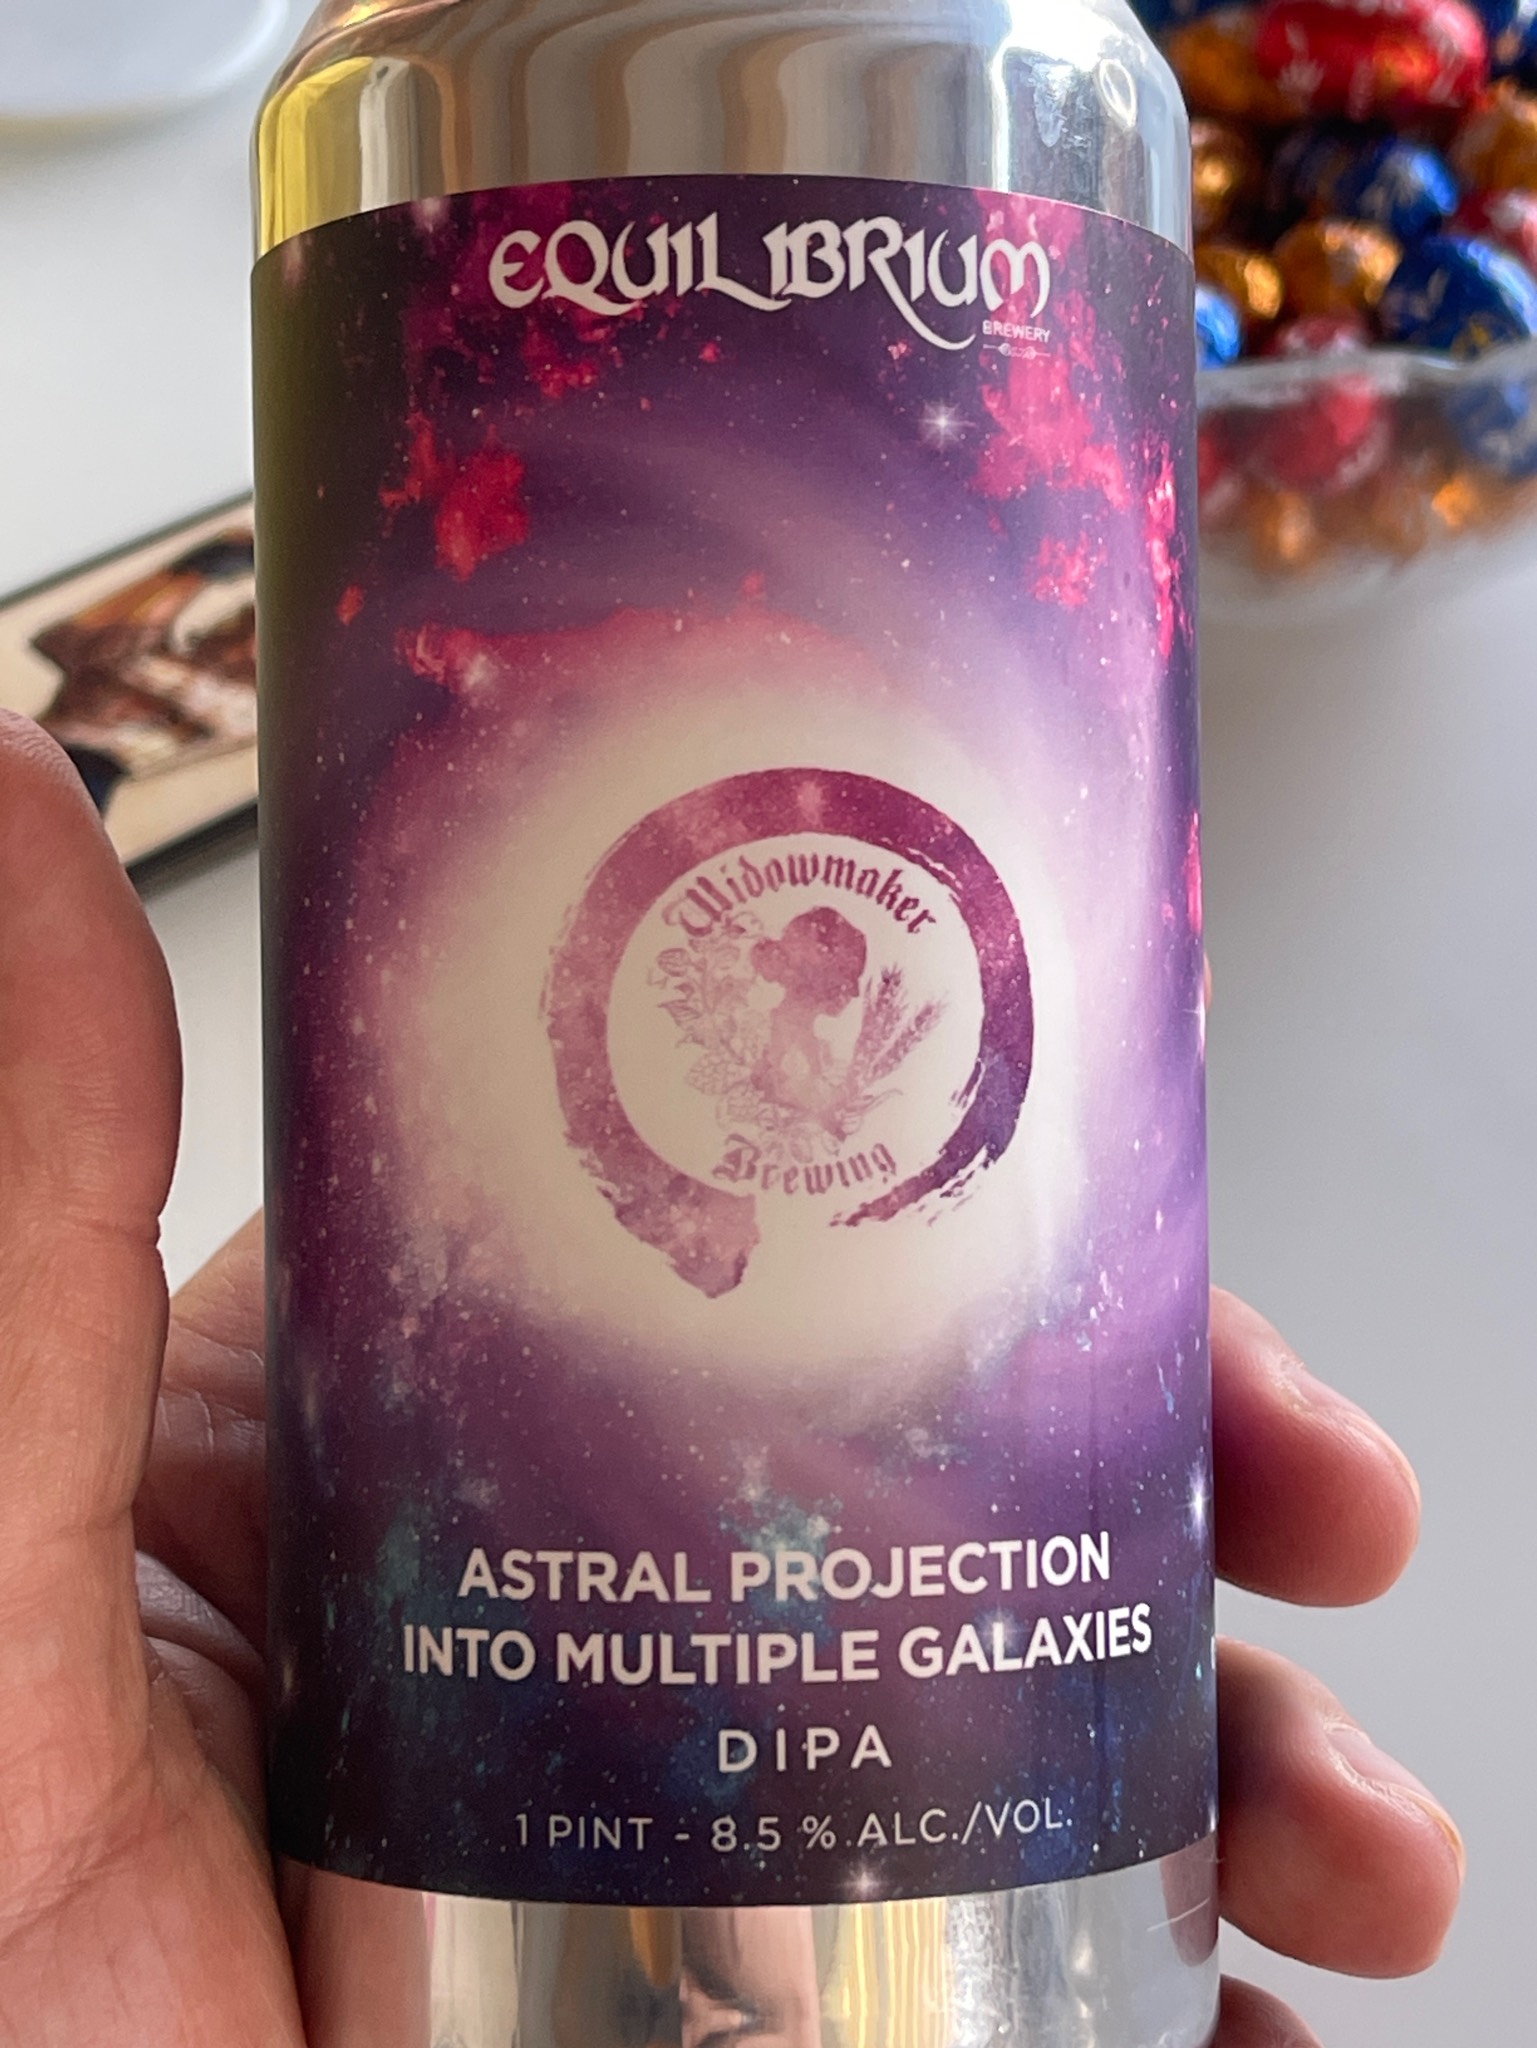 EQUILIBRIUM
BREWERY
Widowmaker
Brewing
ASTRAL PROJECTION
INTO MULTIPLE GALAXIES
DIPA
1 PINT - 8.5 % ALC./VOL.